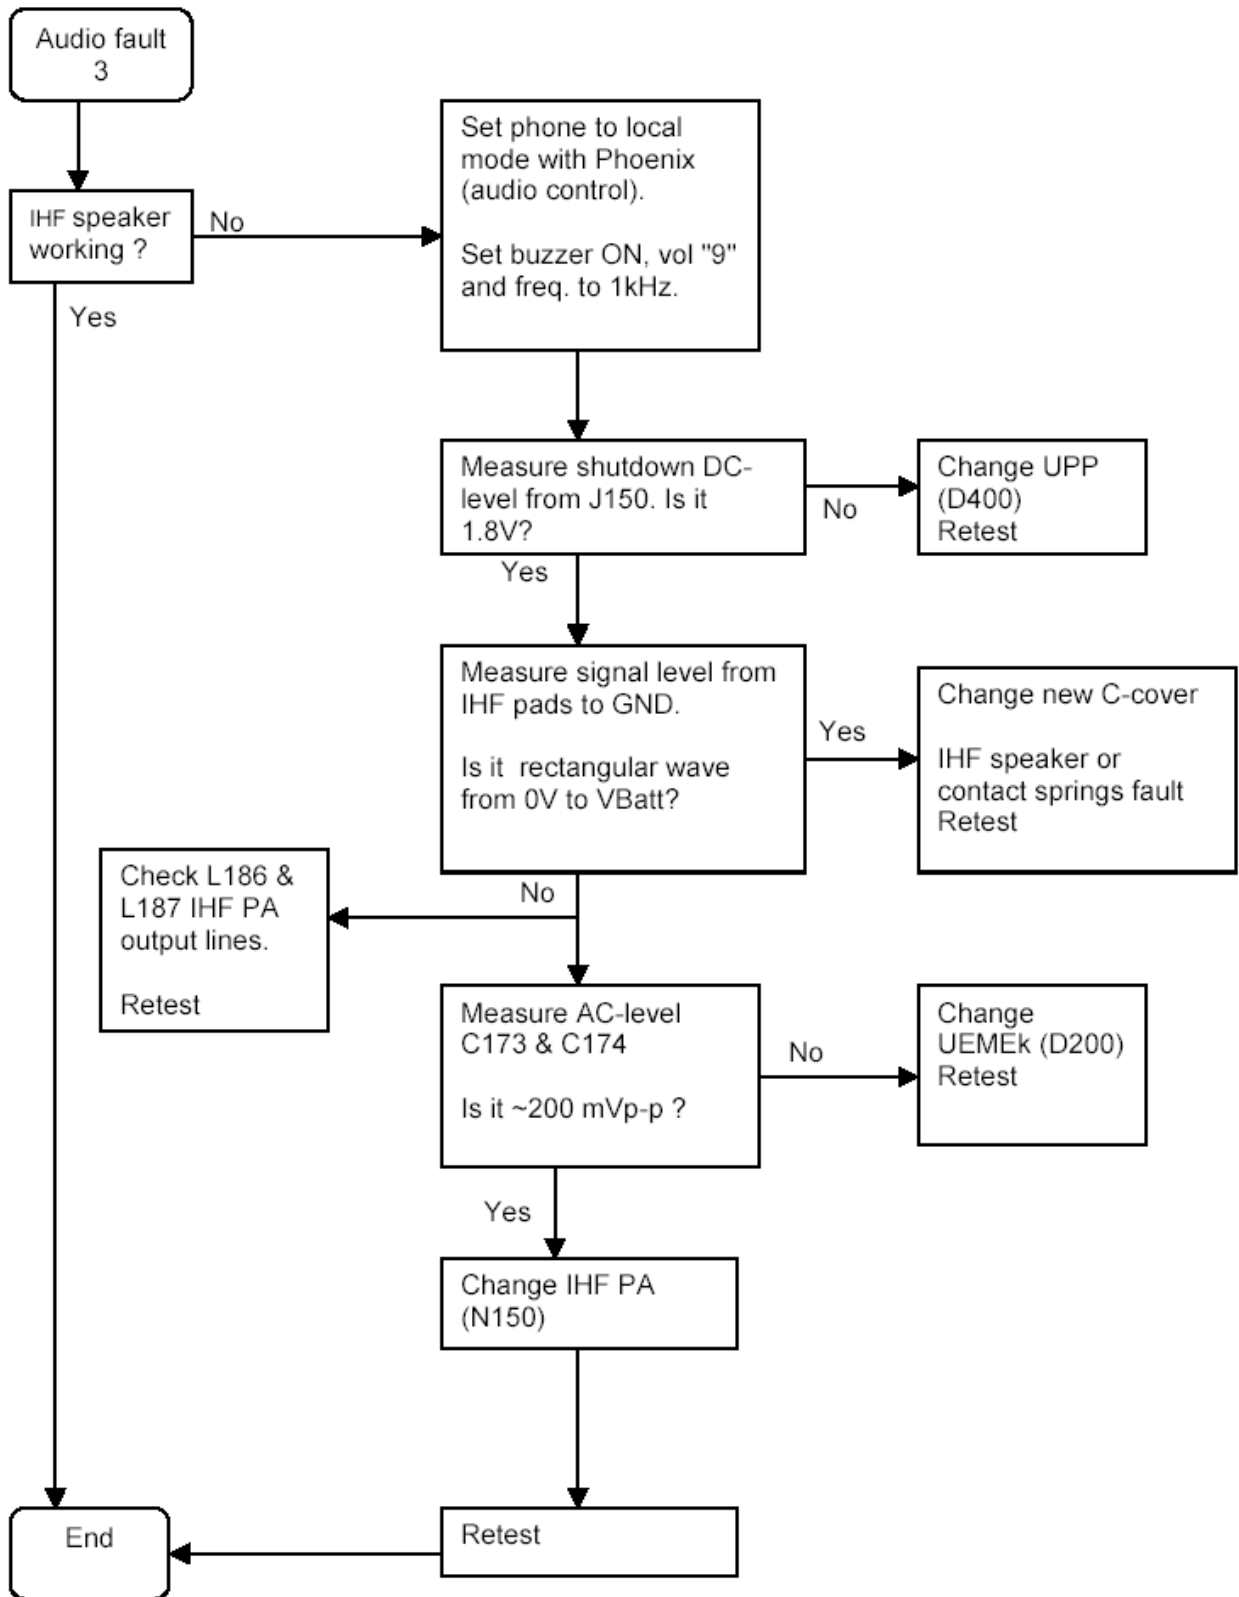 Audio fault
3
Set phone to local
mode with Phoenix
(audio control).
Set buzzer ON, vol "9"
and freq. to 1kHz.
IHF speaker
working ?
No
Yes
Measure shutdown DC-
level from J150. Is it
1.8V?
No
Change UPP
(D400)
Retest
Yes
Measure signal level from
IHF pads to GND.
Is it rectangular wave
from 0V to VBatt?
Yes
Change new C-cover
IHF speaker or
contact springs fault
Retest
No
Check L186 &
L187 IHF PA
output lines.
Retest
Measure AC-level
C173 & C174
Is it ~200 mVp-p ?
No
Change
UEMEk (D200)
Retest
Yes
Change IHF PA
(N150)
Retest
End